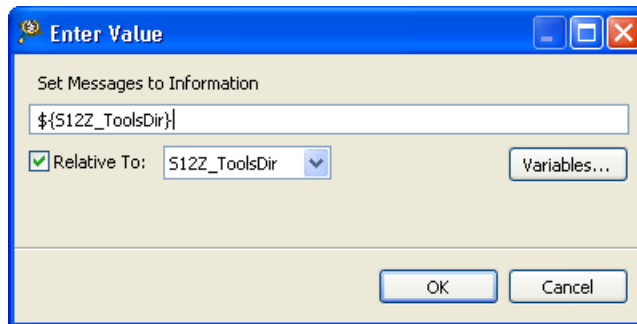 Enter Value
Set Messages to Information
${S12Z_ToolsDir}
Relative To: S12Z_ToolsDir Variables...
OK Cancel